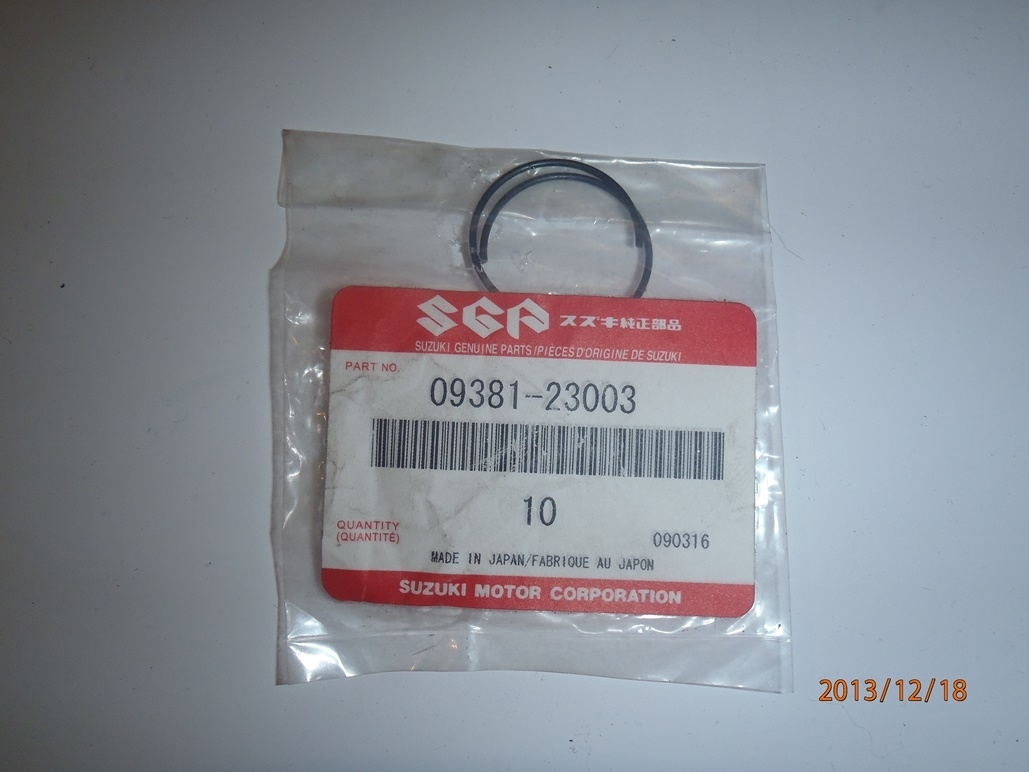 SGP スズキ純正部品
SUZUKI GENUINE PARTS/PIÈCES D'ORIGINE DE SUZUKI
PART NO.
09381-23003
10
QUANTITY
(QUANTITÉ)
090316
MADE IN JAPAN/FABRIQUE AU JAPON
SUZUKI MOTOR CORPORATION
2013/12/18